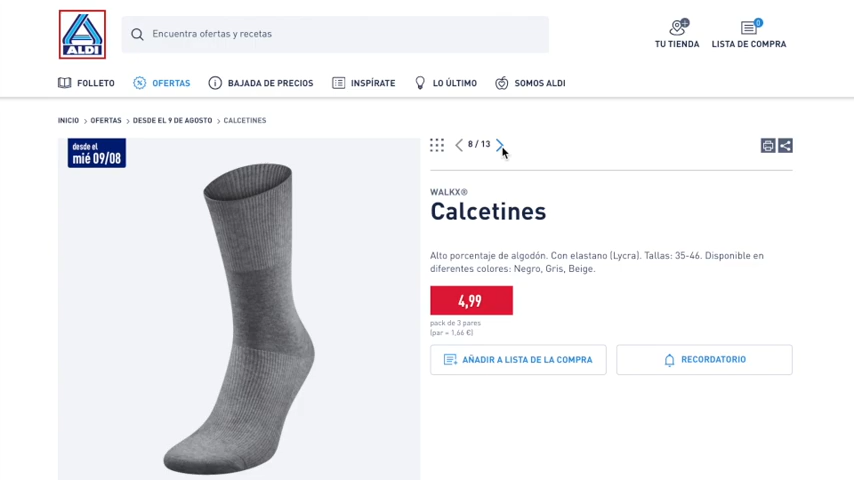 ALDI
Encuentra ofertas y recetas
0
TU TIENDA
LISTA DE COMPRA
FOLLETO
OFERTAS
BAJADA DE PRECIOS
INSPÍRATE
LO ÚLTIMO
SOMOS ALDI
INICIO > OFERTAS > DESDE EL 9 DE AGOSTO > CALCETINES
desde el
mié 09/08
8 / 13
WALKX®
Calcetines
Alto porcentaje de algodón. Con elastano (Lycra). Tallas: 35-46. Disponible en
diferentes colores: Negro, Gris, Beige.
4,99
pack de 3 pares
(par = 1,66 €)
AÑADIR A LISTA DE LA COMPRA
RECORDATORIO